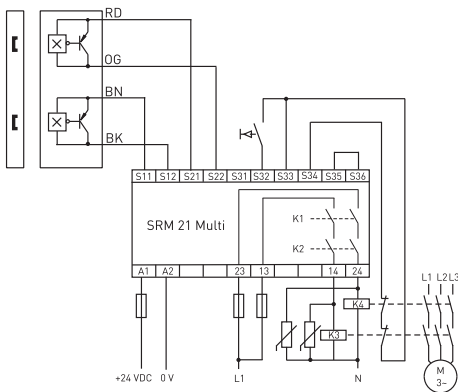 RD
OG
BN
BK
S11 S12 S21 S22 S31 S32 S33 S34 S35 S36
SRM 21 Multi
K1
K2
A1 A2 23 13 14 24
L1 L2 L3
K4
K3
M
3~
+24 VDC 0 V L1 N